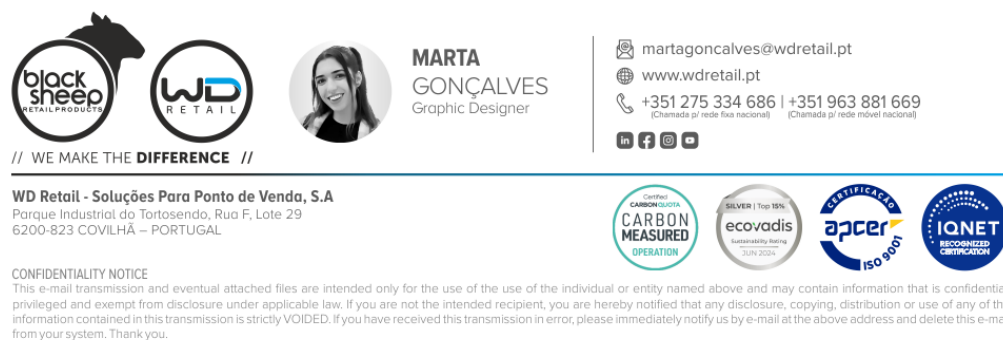 black
sheep
RETAIL PRODUCTS
WD
RETAIL
// WE MAKE THE DIFFERENCE //
MARTA
GONÇALVES
Graphic Designer
martagoncalves@wdretail.pt
www.wdretail.pt
+351 275 334 686 | +351 963 881 669
(Chamada p/ rede fixa nacional) (Chamada p/ rede móvel nacional)
in
WD Retail - Soluções Para Ponto de Venda, S.A
Parque Industrial do Tortosendo, Rua F, Lote 29
6200-823 COVILHÃ – PORTUGAL
Certified
CARBON QUOTA
CARBON
MEASURED
OPERATION
SILVER | Top 15%
ecovadis
Sustainability Rating
JUN 2024
CERTIFICAÇÃO
apcer
ISO 9001
IQNET
RECOGNIZED
CERTIFICATION
CONFIDENTIALITY NOTICE
This e-mail transmission and eventual attached files are intended only for the use of the use of the individual or entity named above and may contain information that is confidentia
privileged and exempt from disclosure under applicable law. If you are not the intended recipient, you are hereby notified that any disclosure, copying, distribution or use of any of th
information contained in this transmission is strictly VOIDED. If you have received this transmission in error, please immediately notify us by e-mail at the above address and delete this e-ma
from your system. Thank you.